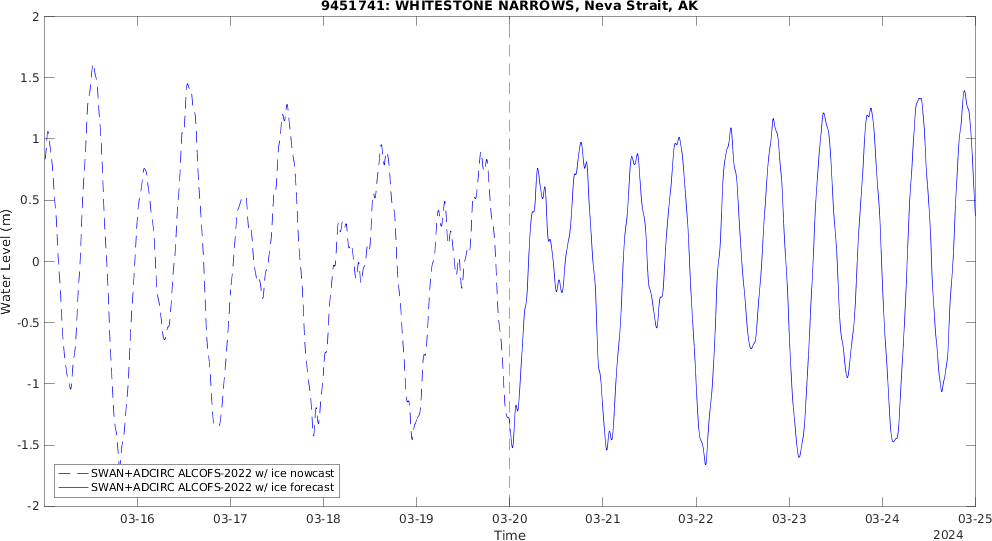 9451741: WHITESTONE NARROWS, Neva Strait, AK
Water Level (m)
2
1.5
1
0.5
0
-0.5
-1
-1.5
-2
SWAN+ADCIRC ALCOFS-2022 w/ ice nowcast
SWAN+ADCIRC ALCOFS-2022 w/ ice forecast
03-16 03-17 03-18 03-19 03-20 03-21 03-22 03-23 03-24 03-25
Time
2024